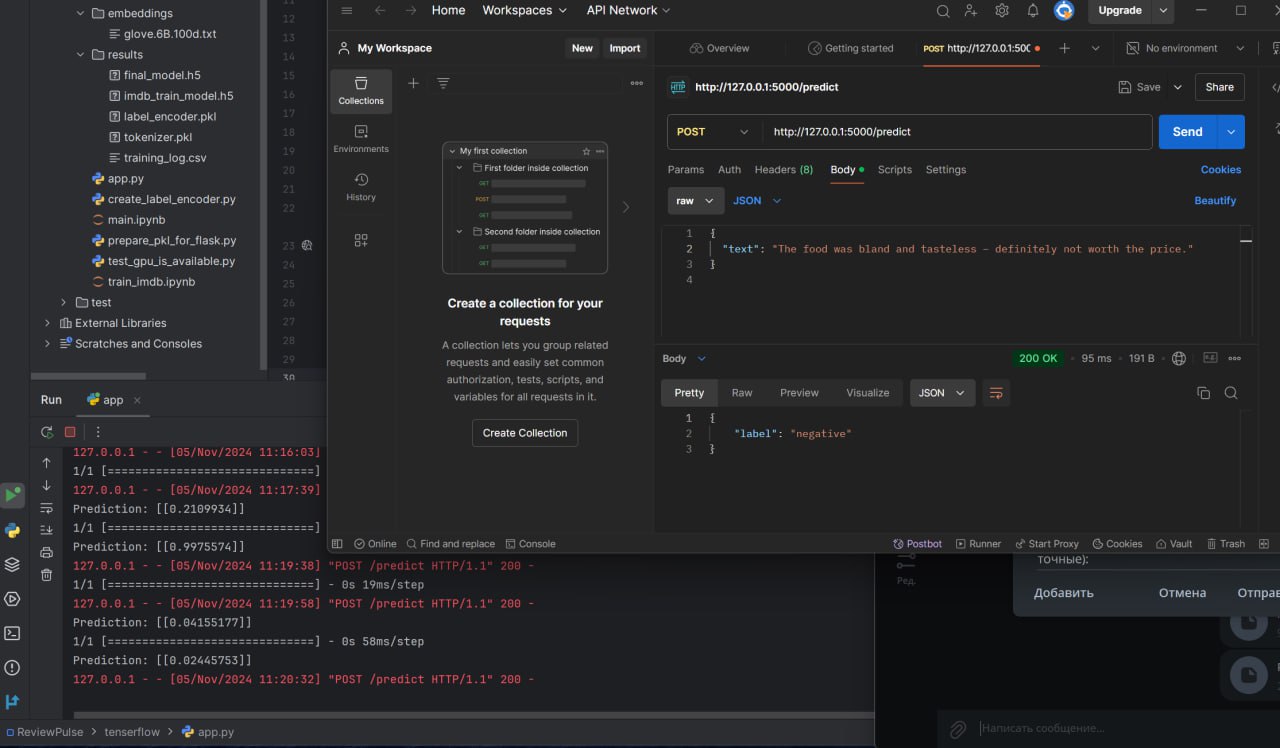 embeddings
glove.6B.100d.txt
results
final_model.h5
imdb_train_model.h5
label_encoder.pkl
tokenizer.pkl
training_log.csv
app.py
create_label_encoder.py
main.ipynb
prepare_pkl_for_flask.py
test_gpu_is_available.py
train_imdb.ipynb
test
External Libraries
Scratches and Consoles
12
13
14
15
16
17
18
19
20
21
22
23
24
25
26
27
28
29
30
Home Workspaces API Network Upgrade
My Workspace New Import
Overview Getting started POST http://127.0.0.1:500 No environment
Collections
Environments
History
My first collection
First folder inside collection
GET
POST
GET
Second folder inside collection
GET
GET
Create a collection for your
requests
A collection lets you group related
requests and easily set common
authorization, tests, scripts, and
variables for all requests in it.
Create Collection
HTTP http://127.0.0.1:5000/predict Save Share
POST http://127.0.0.1:5000/predict Send
Params Auth Headers (8) Body Scripts Settings Cookies
raw JSON Beautify
1 {
2 "text": "The food was bland and tasteless – definitely not worth the price."
3 }
4
Body 200 OK 95 ms 191 B
Pretty Raw Preview Visualize JSON
1 {
2 "label": "negative"
3 }
Online Find and replace Console Postbot Runner Start Proxy Cookies Vault Trash
Run app
127.0.0.1 - - [05/Nov/2024 11:16:03]
1/1 [==============================]
127.0.0.1 - - [05/Nov/2024 11:17:39]
Prediction: [[0.2109934]]
1/1 [==============================]
Prediction: [[0.9975574]]
127.0.0.1 - - [05/Nov/2024 11:19:38] "POST /predict HTTP/1.1" 200 -
1/1 [==============================] - 0s 19ms/step
127.0.0.1 - - [05/Nov/2024 11:19:58] "POST /predict HTTP/1.1" 200 -
Prediction: [[0.04155177]]
1/1 [==============================] - 0s 58ms/step
Prediction: [[0.02445753]]
127.0.0.1 - - [05/Nov/2024 11:20:32] "POST /predict HTTP/1.1" 200 -
ReviewPulse > tenserflow > app.py
Ред.
точные):
Добавить Отмена Отправ
Написать сообщение...